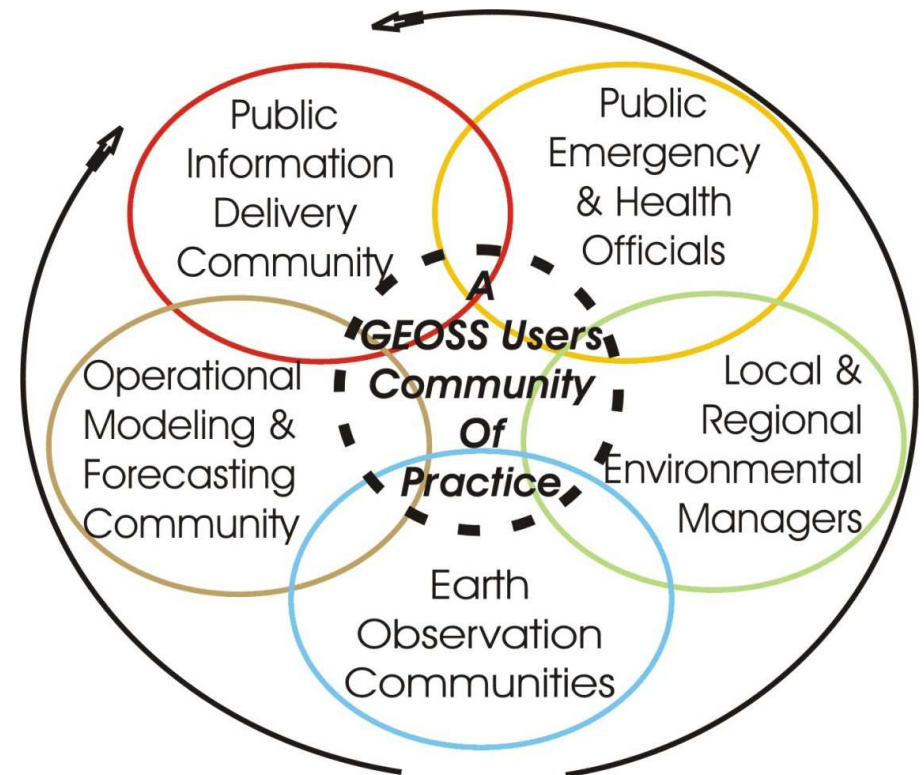 Public
Information
Delivery
Community
Public
Emergency
& Health
Officials
A
GEOSS Users
Community
Of
Practice
Operational
Modeling &
Forecasting
Community
Local &
Regional
Environmental
Managers
Earth
Observation
Communities